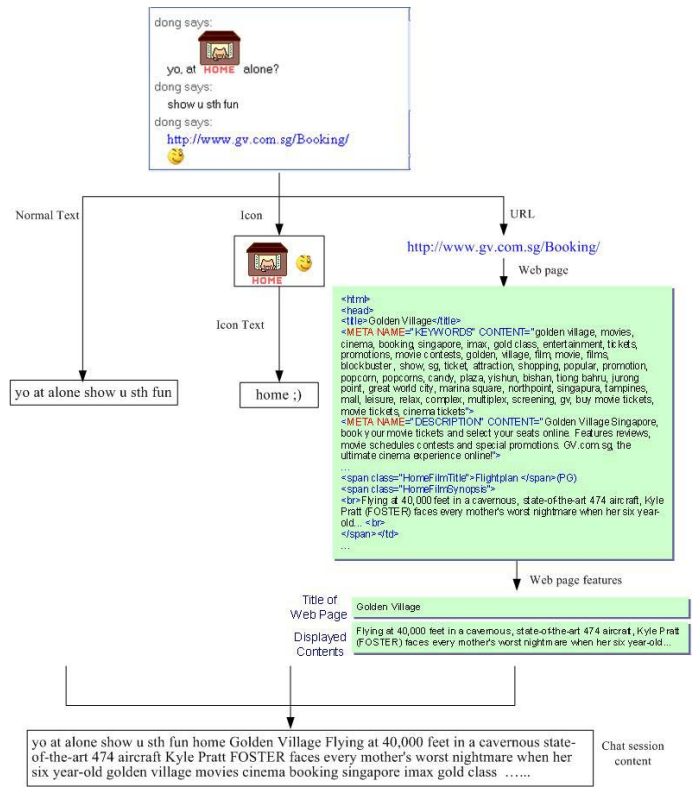 dong says:
yo, at HOME alone?
dong says:
show u sth fun
dong says:
http://www.gv.com.sg/Booking/
Normal Text
Icon
URL
HOME
http://www.gv.com.sg/Booking/
Web page
Icon Text
yo at alone show u sth fun
home ;)
<html>
<head>
<title>Golden Village</title>
<META NAME="KEYWORDS" CONTENT="golden village, movies,
cinema, booking, singapore, imax, gold class, entertainment, tickets,
promotions, movie contests, golden, village, film, movie, films,
blockbuster, show, sg, ticket, attraction, shopping, popular, promotion,
popcorn, popcorns, candy, plaza, yishun, bishan, tiong bahru, jurong
point, great world city, marina square, northpoint, singapura, tampines,
mall, leisure, relax, complex, multiplex, screening, gv, buy movie tickets,
movie tickets, cinema tickets">
<META NAME="DESCRIPTION" CONTENT="Golden Village Singapore,
book your movie tickets and select your seats online. Features reviews,
movie schedules contests and special promotions. GV.com.sg, the
ultimate cinema experience online!">
...
<span class="HomeFilmTitle">Flightplan </span>(PG)
<span class="HomeFilmSynopsis">
<br>Flying at 40,000 feet in a cavernous, state-of-the-art 474 aircraft, Kyle
Pratt (FOSTER) faces every mother's worst nightmare when her six year-
old... <br>
</span></td>
...
Web page features
Title of
Web Page
Golden Village
Displayed
Contents
Flying at 40,000 feet in a cavernous, state-of-the-art 474 aircraft, Kyle Pratt
(FOSTER) faces every mother's worst nightmare when her six year-old...
yo at alone show u sth fun home Golden Village Flying at 40,000 feet in a cavernous state-
of-the-art 474 aircraft Kyle Pratt FOSTER faces every mother's worst nightmare when her
six year-old golden village movies cinema booking singapore imax gold class ......
Chat session
content